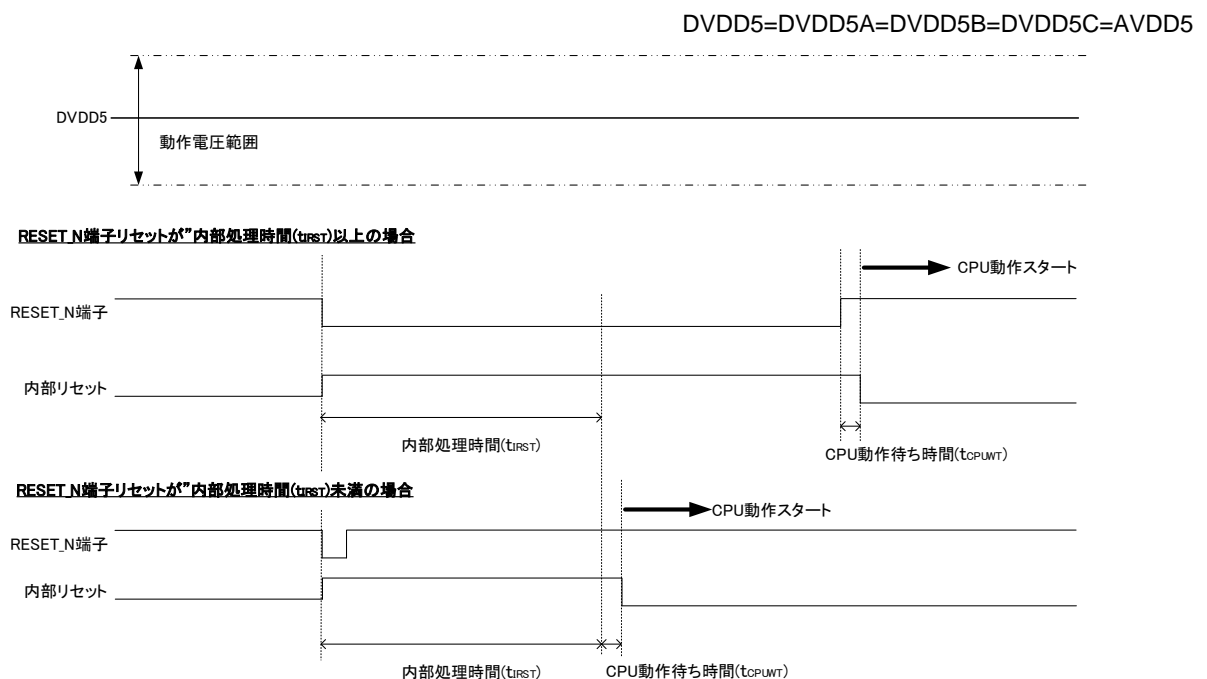 DVDD5=DVDD5A=DVDD5B=DVDD5C=AVDD5
DVDD5
動作電圧範囲
RESET_N端子リセットが”内部処理時間(tIRST)以上の場合
CPU動作スタート
RESET_N端子
内部リセット
内部処理時間(tIRST)
CPU動作待ち時間(tCPUWT)
RESET_N端子リセットが”内部処理時間(tIRST)未満の場合
CPU動作スタート
RESET_N端子
内部リセット
内部処理時間(tIRST)
CPU動作待ち時間(tCPUWT)